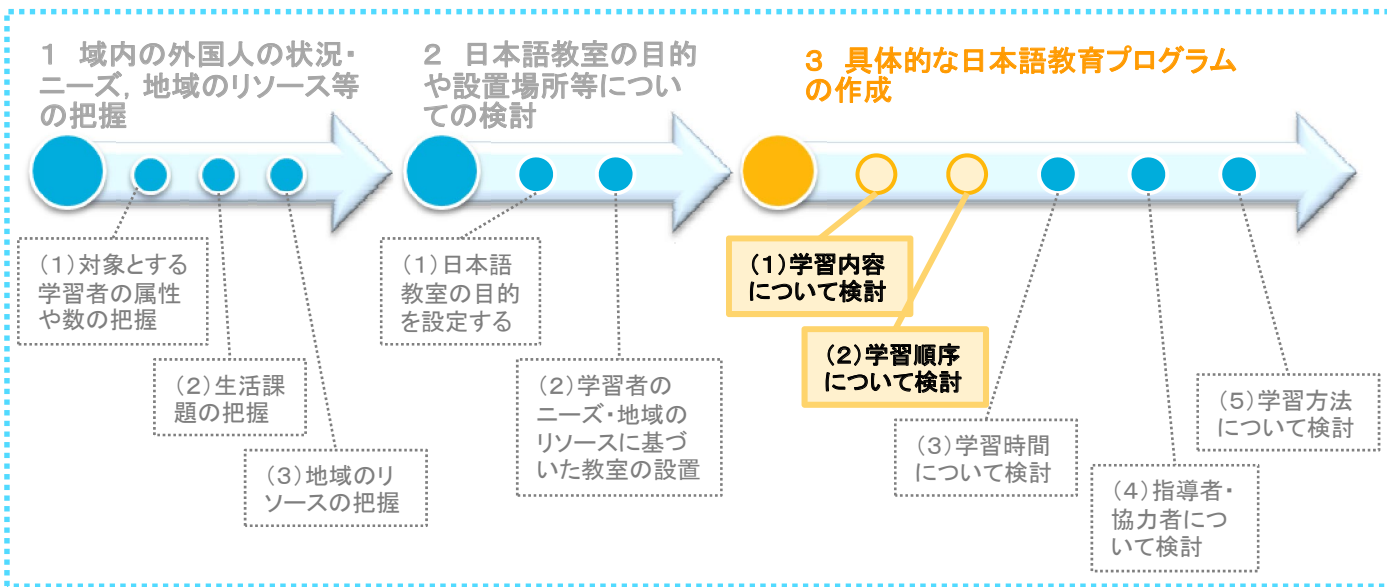 1 域内の外国人の状況・
ニーズ，地域のリソース等
の把握
2 日本語教室の目的
や設置場所等につい
ての検討
3 具体的な日本語教育プログラム
の作成
（1）対象とする
学習者の属性
や数の把握
（2）生活課
題の把握
（3）地域のリ
ソースの把握
（1）日本語
教室の目的
を設定する
（2）学習者の
ニーズ・地域の
リソースに基づ
いた教室の設置
（1）学習内容
について検討
（2）学習順序
について検討
（3）学習時間
について検討
（4）指導者・
協力者につ
いて検討
（5）学習方法
について検討